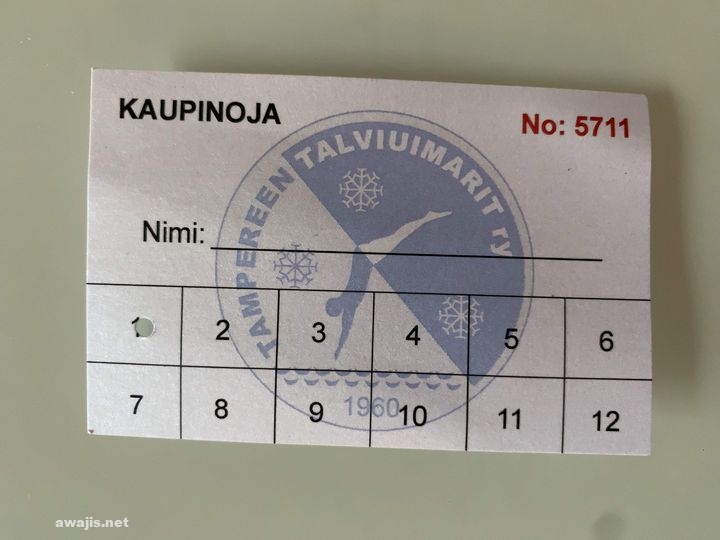 KAUPINOJA
No: 5711
TAMPEREEN TALVIUIMARIT ry
Nimi:
1 2 3 4 5 6
7 8 9 10 11 12
1960
awajis.net